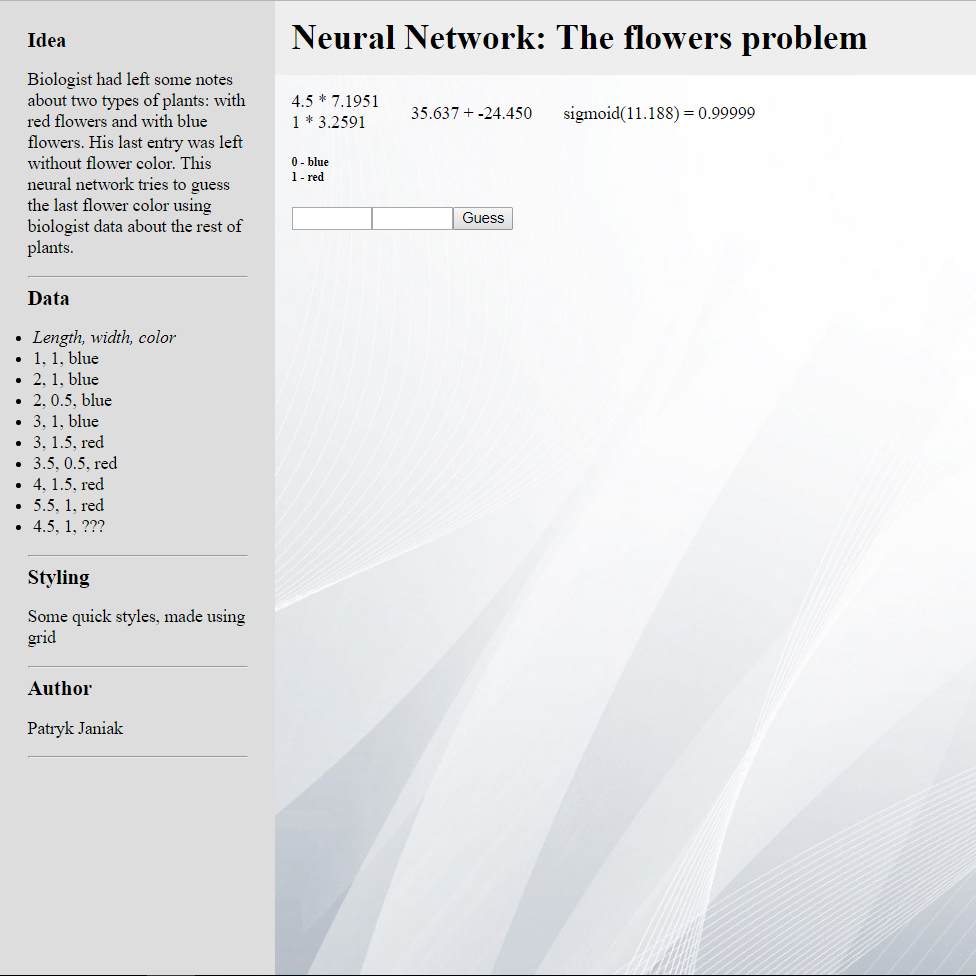 Idea
Biologist had left some notes
about two types of plants: with
red flowers and with blue
flowers. His last entry was left
without flower color. This
neural network tries to guess
the last flower color using
biologist data about the rest of
plants.
Data
Length, width, color
1, 1, blue
2, 1, blue
2, 0.5, blue
3, 1, blue
3, 1.5, red
3.5, 0.5, red
4, 1.5, red
5.5, 1, red
4.5, 1, ???
Styling
Some quick styles, made using
grid
Author
Patryk Janiak
Neural Network: The flowers problem
4.5 * 7.1951
1 * 3.2591
35.637 + -24.450
sigmoid(11.188) = 0.99999
0 - blue
1 - red
Guess